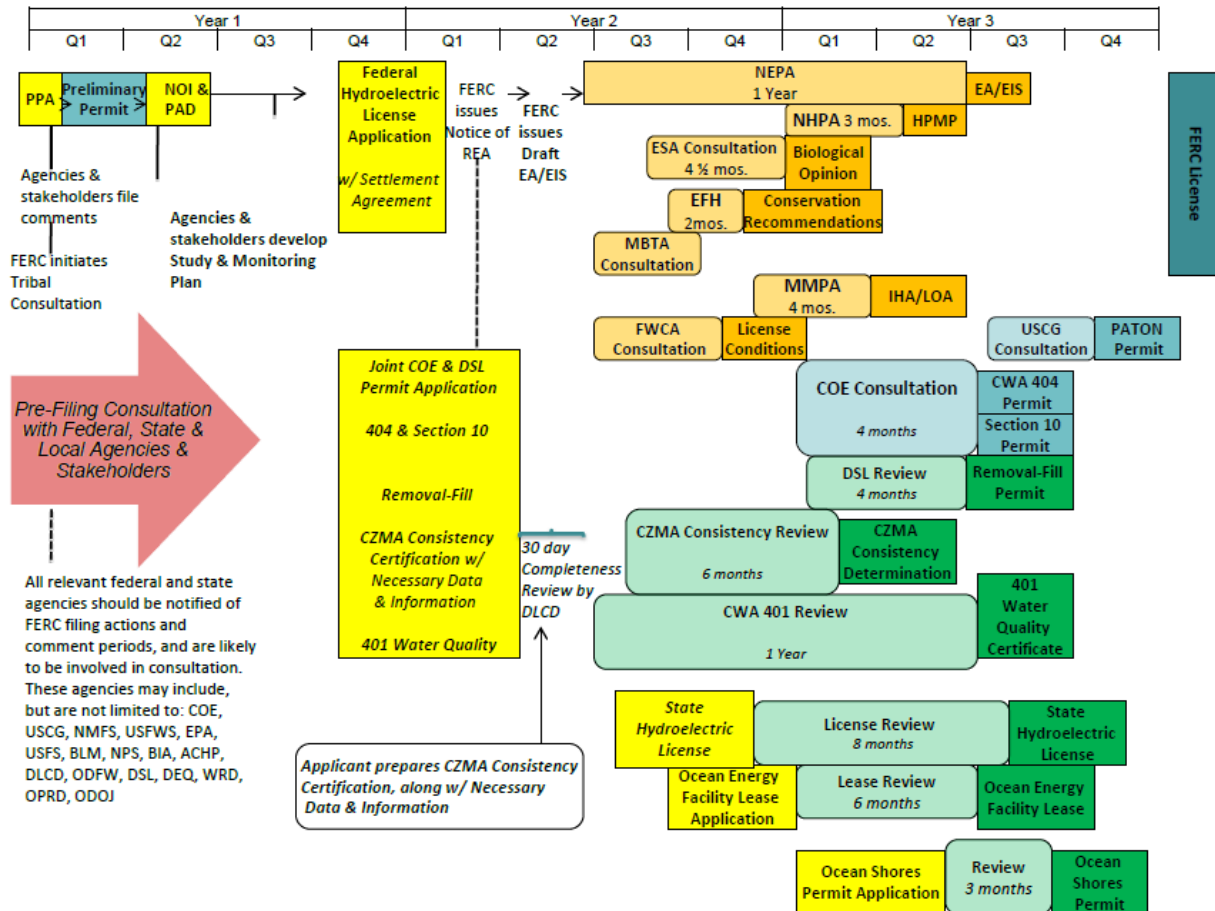 Year 1
Year 2
Year 3
Q1
Q2
Q3
Q4
Q1
Q2
Q3
Q4
Q1
Q2
Q3
Q4
PPA
Preliminary
Permit
NOI &
PAD
Agencies &
stakeholders file
comments
FERC initiates
Tribal
Consultation
Agencies &
stakeholders develop
Study & Monitoring
Plan
Federal
Hydroelectric
License
Application
w/ Settlement
Agreement
FERC
issues
Notice of
REA
FERC
issues
Draft
EA/EIS
NEPA
1 Year
EA/EIS
NHPA 3 mos.
HPMP
ESA Consultation
4 ½ mos.
Biological
Opinion
EFH
2mos.
Conservation
Recommendations
MBTA
Consultation
MMPA
4 mos.
IHA/LOA
FWCA
Consultation
License
Conditions
USCG
Consultation
PATON
Permit
FERC License
Pre-Filing Consultation
with Federal, State &
Local Agencies &
Stakeholders
Joint COE & DSL
Permit Application
404 & Section 10
Removal-Fill
CZMA Consistency
Certification w/
Necessary Data
& Information
401 Water Quality
COE Consultation
4 months
CWA 404
Permit
Section 10
Permit
DSL Review
4 months
Removal-Fill
Permit
30 day
Completeness
Review by
DLCD
CZMA Consistency Review
6 months
CZMA
Consistency
Determination
CWA 401 Review
1 Year
401
Water
Quality
Certificate
All relevant federal and state
agencies should be notified of
FERC filing actions and
comment periods, and are likely
to be involved in consultation.
These agencies may include,
but are not limited to: COE,
USCG, NMFS, USFWS, EPA,
USFS, BLM, NPS, BIA, ACHP,
DLCD, ODFW, DSL, DEQ, WRD,
OPRD, ODOJ
Applicant prepares CZMA Consistency
Certification, along w/ Necessary
Data & Information
State
Hydroelectric
License
License Review
8 months
State
Hydroelectric
License
Ocean Energy
Facility Lease
Application
Lease Review
6 months
Ocean Energy
Facility Lease
Ocean Shores
Permit Application
Review
3 months
Ocean
Shores
Permit